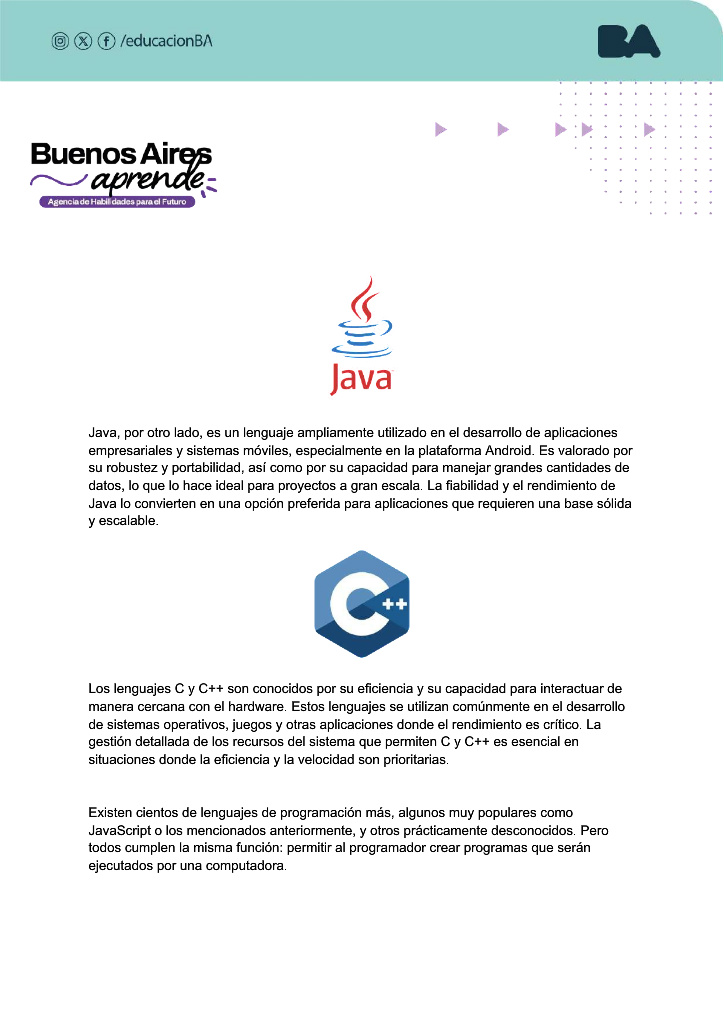 /educacionBA
BA
Buenos Aires
aprende
Agencia de Habilidades para el Futuro
Java
Java, por otro lado, es un lenguaje ampliamente utilizado en el desarrollo de aplicaciones
empresariales y sistemas móviles, especialmente en la plataforma Android. Es valorado por
su robustez y portabilidad, así como por su capacidad para manejar grandes cantidades de
datos, lo que lo hace ideal para proyectos a gran escala. La fiabilidad y el rendimiento de
Java lo convierten en una opción preferida para aplicaciones que requieren una base sólida
y escalable.
C++
Los lenguajes C y C++ son conocidos por su eficiencia y su capacidad para interactuar de
manera cercana con el hardware. Estos lenguajes se utilizan comúnmente en el desarrollo
de sistemas operativos, juegos y otras aplicaciones donde el rendimiento es crítico. La
gestión detallada de los recursos del sistema que permiten C y C++ es esencial en
situaciones donde la eficiencia y la velocidad son prioritarias.
Existen cientos de lenguajes de programación más, algunos muy populares como
JavaScript o los mencionados anteriormente, y otros prácticamente desconocidos. Pero
todos cumplen la misma función: permitir al programador crear programas que serán
ejecutados por una computadora.